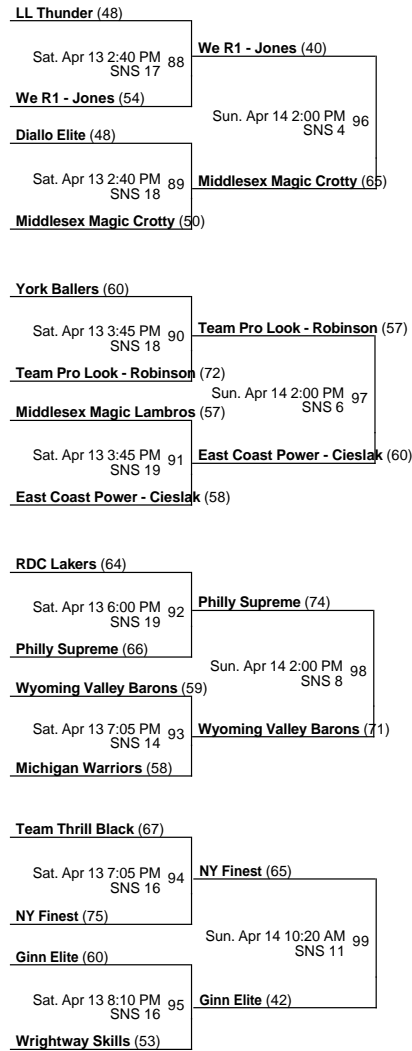 LL Thunder (48)
Sat. Apr 13 2:40 PM 88
SNS 17
We R1 - Jones (54)
We R1 - Jones (40)
Sun. Apr 14 2:00 PM 96
SNS 4
Diallo Elite (48)
Sat. Apr 13 2:40 PM 89
SNS 18
Middlesex Magic Crotty (50)
Middlesex Magic Crotty (65)
York Ballers (60)
Sat. Apr 13 3:45 PM 90
SNS 18
Team Pro Look - Robinson (72)
Team Pro Look - Robinson (57)
Sun. Apr 14 2:00 PM 97
SNS 6
Middlesex Magic Lambros (57)
Sat. Apr 13 3:45 PM 91
SNS 19
East Coast Power - Cieslak (58)
East Coast Power - Cieslak (60)
RDC Lakers (64)
Sat. Apr 13 6:00 PM 92
SNS 19
Philly Supreme (66)
Philly Supreme (74)
Sun. Apr 14 2:00 PM 98
SNS 8
Wyoming Valley Barons (59)
Sat. Apr 13 7:05 PM 93
SNS 14
Michigan Warriors (58)
Wyoming Valley Barons (71)
Team Thrill Black (67)
Sat. Apr 13 7:05 PM 94
SNS 16
NY Finest (75)
NY Finest (65)
Sun. Apr 14 10:20 AM 99
SNS 11
Ginn Elite (60)
Sat. Apr 13 8:10 PM 95
SNS 16
Wrightway Skills (53)
Ginn Elite (42)